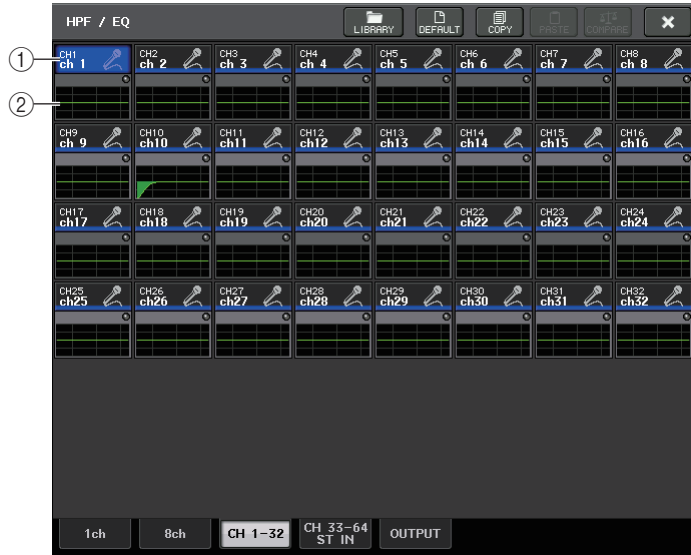 HPF / EQ
LIBRARY DEFAULT COPY PASTE COMPARE
①
CH1 CH2 CH3 CH4 CH5 CH6 CH7 CH8
ch 1 ch 2 ch 3 ch 4 ch 5 ch 6 ch 7 ch 8
②
CH9 CH10 CH11 CH12 CH13 CH14 CH15 CH16
ch 9 ch10 ch11 ch12 ch13 ch14 ch15 ch16
CH17 CH18 CH19 CH20 CH21 CH22 CH23 CH24
ch17 ch18 ch19 ch20 ch21 ch22 ch23 ch24
CH25 CH26 CH27 CH28 CH29 CH30 CH31 CH32
ch25 ch26 ch27 ch28 ch29 ch30 ch31 ch32
1ch 8ch CH 1-32 CH 33-64 OUTPUT
ST IN